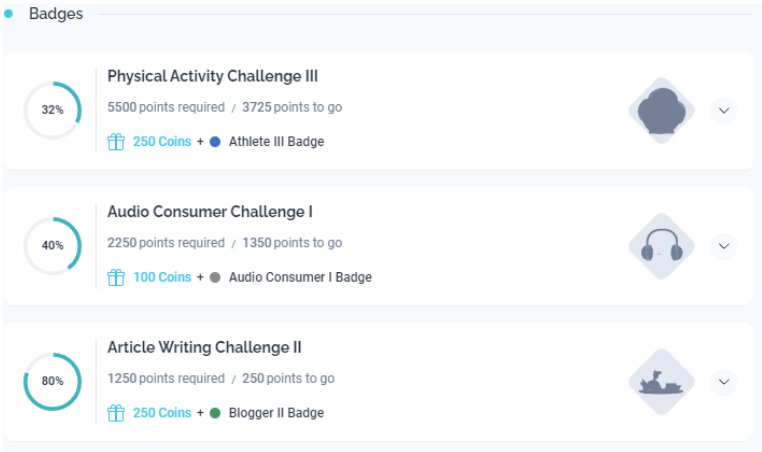 Badges
32%
Physical Activity Challenge III
5500 points required / 3725 points to go
250 Coins + Athlete III Badge
40%
Audio Consumer Challenge I
2250 points required / 1350 points to go
100 Coins + Audio Consumer I Badge
80%
Article Writing Challenge II
1250 points required / 250 points to go
250 Coins + Blogger II Badge